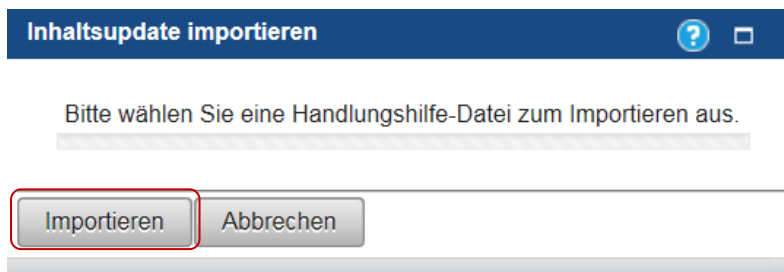 Inhaltsupdate importieren ?
Bitte wählen Sie eine Handlungshilfe-Datei zum Importieren aus.
Importieren Abbrechen